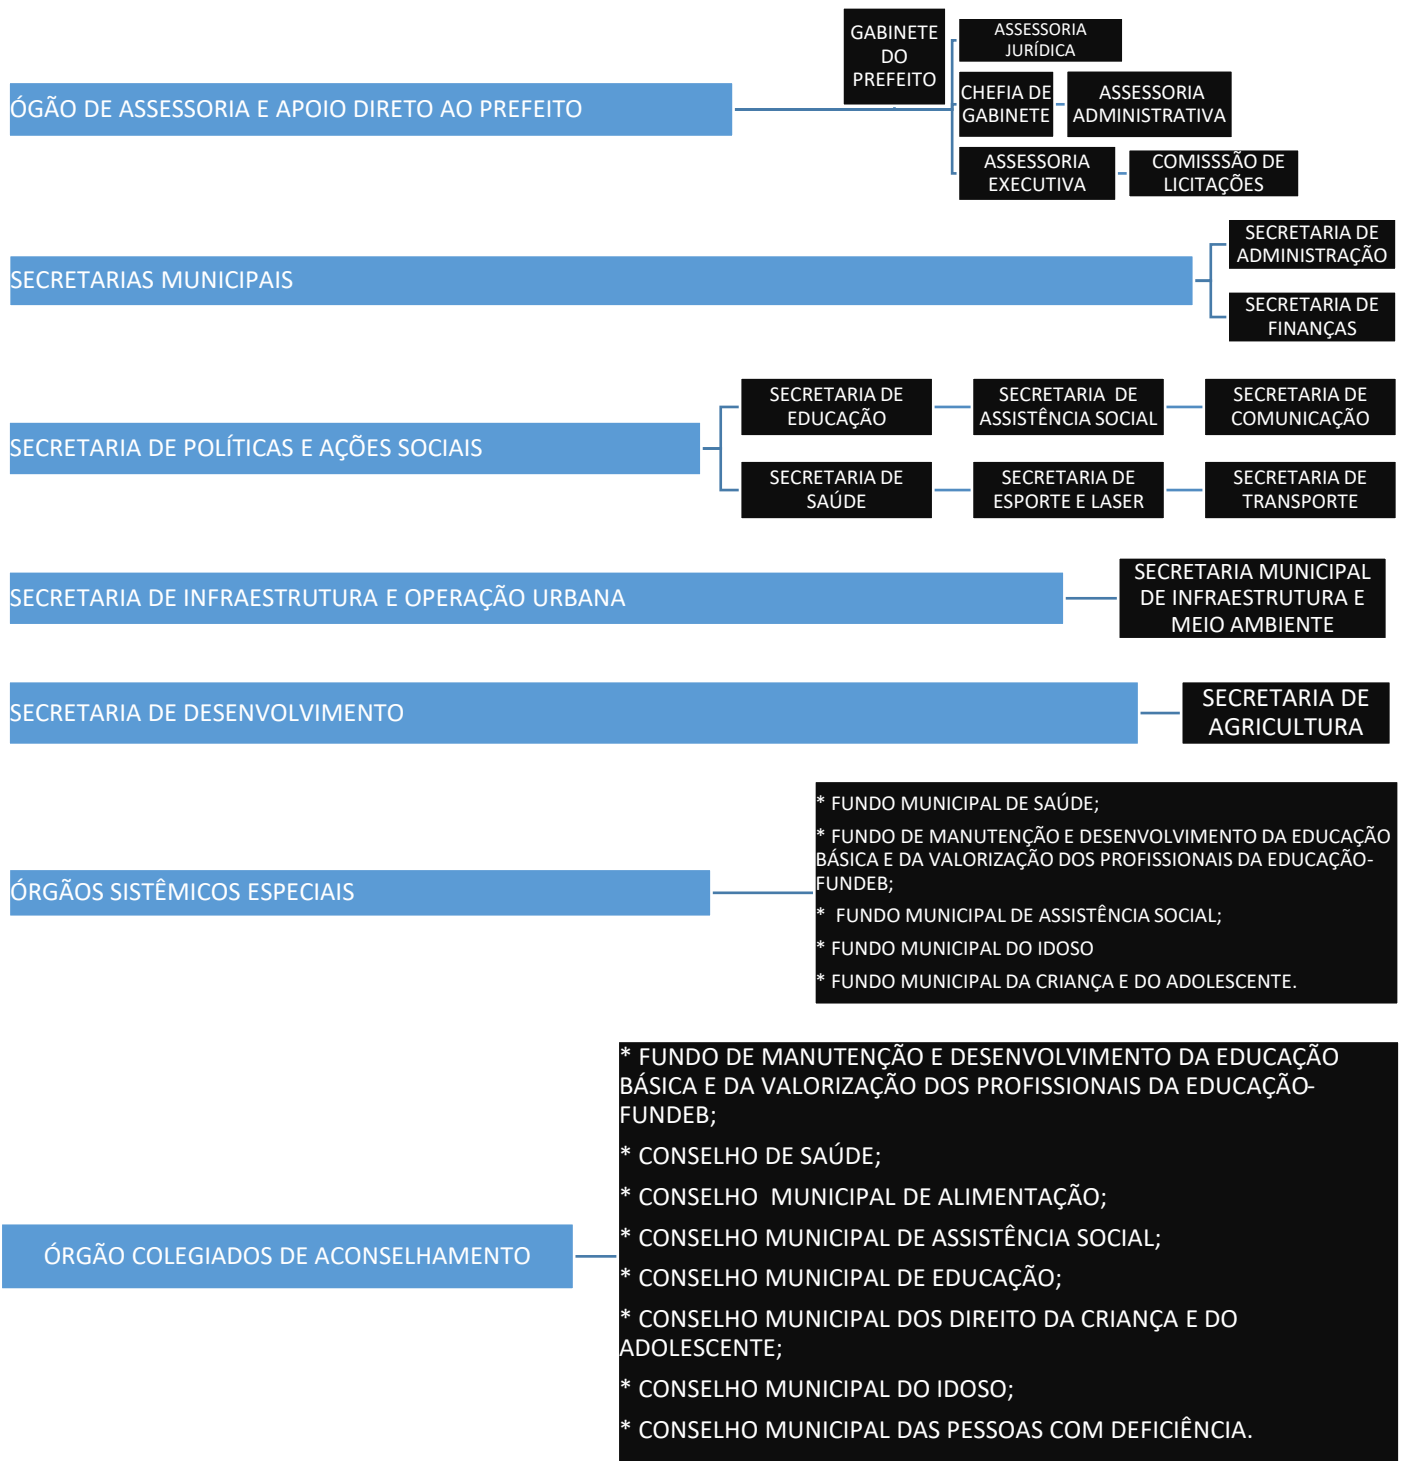 GABINETE
DO
PREFEITO
ASSESSORIA
JURÍDICA
ÓGÃO DE ASSESSORIA E APOIO DIRETO AO PREFEITO
CHEFIA DE
GABINETE
ASSESSORIA
ADMINISTRATIVA
ASSESSORIA
EXECUTIVA
COMISSSÃO DE
LICITAÇÕES
SECRETARIAS MUNICIPAIS
SECRETARIA DE
ADMINISTRAÇÃO
SECRETARIA DE
FINANÇAS
SECRETARIA DE POLÍTICAS E AÇÕES SOCIAIS
SECRETARIA DE
EDUCAÇÃO
SECRETARIA  DE
ASSISTÊNCIA SOCIAL
SECRETARIA DE
COMUNICAÇÃO
SECRETARIA DE
SAÚDE
SECRETARIA DE
ESPORTE E LASER
SECRETARIA DE
TRANSPORTE
SECRETARIA DE INFRAESTRUTURA E OPERAÇÃO URBANA
SECRETARIA MUNICIPAL
DE INFRAESTRUTURA E
MEIO AMBIENTE
SECRETARIA DE DESENVOLVIMENTO
SECRETARIA DE
AGRICULTURA
ÓRGÃOS SISTÊMICOS ESPECIAIS
* FUNDO MUNICIPAL DE SAÚDE;
* FUNDO DE MANUTENÇÃO E DESENVOLVIMENTO DA EDUCAÇÃO
BÁSICA E DA VALORIZAÇÃO DOS PROFISSIONAIS DA EDUCAÇÃO-
FUNDEB;
*  FUNDO MUNICIPAL DE ASSISTÊNCIA SOCIAL;
* FUNDO MUNICIPAL DO IDOSO
* FUNDO MUNICIPAL DA CRIANÇA E DO ADOLESCENTE.
ÓRGÃO COLEGIADOS DE ACONSELHAMENTO
* FUNDO DE MANUTENÇÃO E DESENVOLVIMENTO DA EDUCAÇÃO
BÁSICA E DA VALORIZAÇÃO DOS PROFISSIONAIS DA EDUCAÇÃO-
FUNDEB;
* CONSELHO DE SAÚDE;
* CONSELHO  MUNICIPAL DE ALIMENTAÇÃO;
* CONSELHO MUNICIPAL DE ASSISTÊNCIA SOCIAL;
* CONSELHO MUNICIPAL DE EDUCAÇÃO;
* CONSELHO MUNICIPAL DOS DIREITO DA CRIANÇA E DO
ADOLESCENTE;
* CONSELHO MUNICIPAL DO IDOSO;
* CONSELHO MUNICIPAL DAS PESSOAS COM DEFICIÊNCIA.